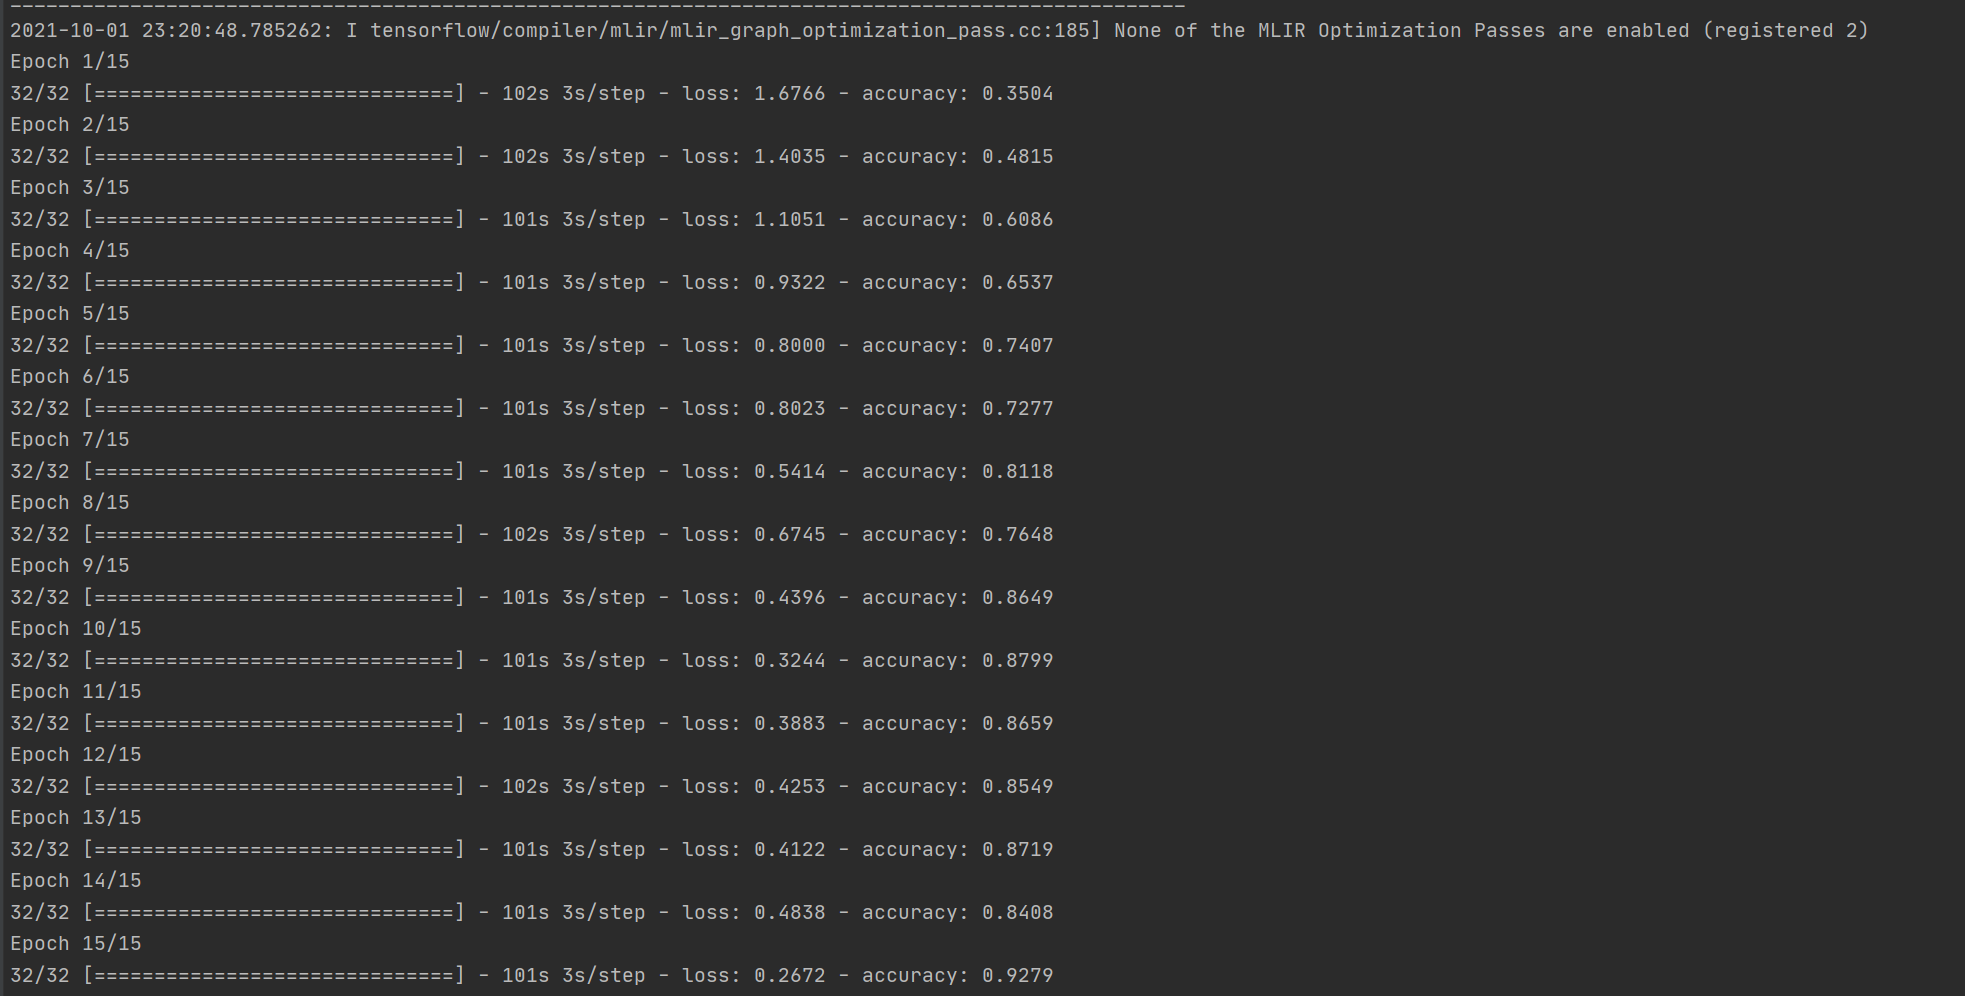 2021-10-01 23:20:48.785262: I tensorflow/compiler/mlir/mlir_graph_optimization_pass.cc:185] None of the MLIR Optimization Passes are enabled (registered 2)
Epoch 1/15
32/32 [==============================] - 102s 3s/step - loss: 1.6766 - accuracy: 0.3504
Epoch 2/15
32/32 [==============================] - 102s 3s/step - loss: 1.4035 - accuracy: 0.4815
Epoch 3/15
32/32 [==============================] - 101s 3s/step - loss: 1.1051 - accuracy: 0.6086
Epoch 4/15
32/32 [==============================] - 101s 3s/step - loss: 0.9322 - accuracy: 0.6537
Epoch 5/15
32/32 [==============================] - 101s 3s/step - loss: 0.8000 - accuracy: 0.7407
Epoch 6/15
32/32 [==============================] - 101s 3s/step - loss: 0.8023 - accuracy: 0.7277
Epoch 7/15
32/32 [==============================] - 101s 3s/step - loss: 0.5414 - accuracy: 0.8118
Epoch 8/15
32/32 [==============================] - 102s 3s/step - loss: 0.6745 - accuracy: 0.7648
Epoch 9/15
32/32 [==============================] - 101s 3s/step - loss: 0.4396 - accuracy: 0.8649
Epoch 10/15
32/32 [==============================] - 101s 3s/step - loss: 0.3244 - accuracy: 0.8799
Epoch 11/15
32/32 [==============================] - 101s 3s/step - loss: 0.3883 - accuracy: 0.8659
Epoch 12/15
32/32 [==============================] - 102s 3s/step - loss: 0.4253 - accuracy: 0.8549
Epoch 13/15
32/32 [==============================] - 101s 3s/step - loss: 0.4122 - accuracy: 0.8719
Epoch 14/15
32/32 [==============================] - 101s 3s/step - loss: 0.4838 - accuracy: 0.8408
Epoch 15/15
32/32 [==============================] - 101s 3s/step - loss: 0.2672 - accuracy: 0.9279